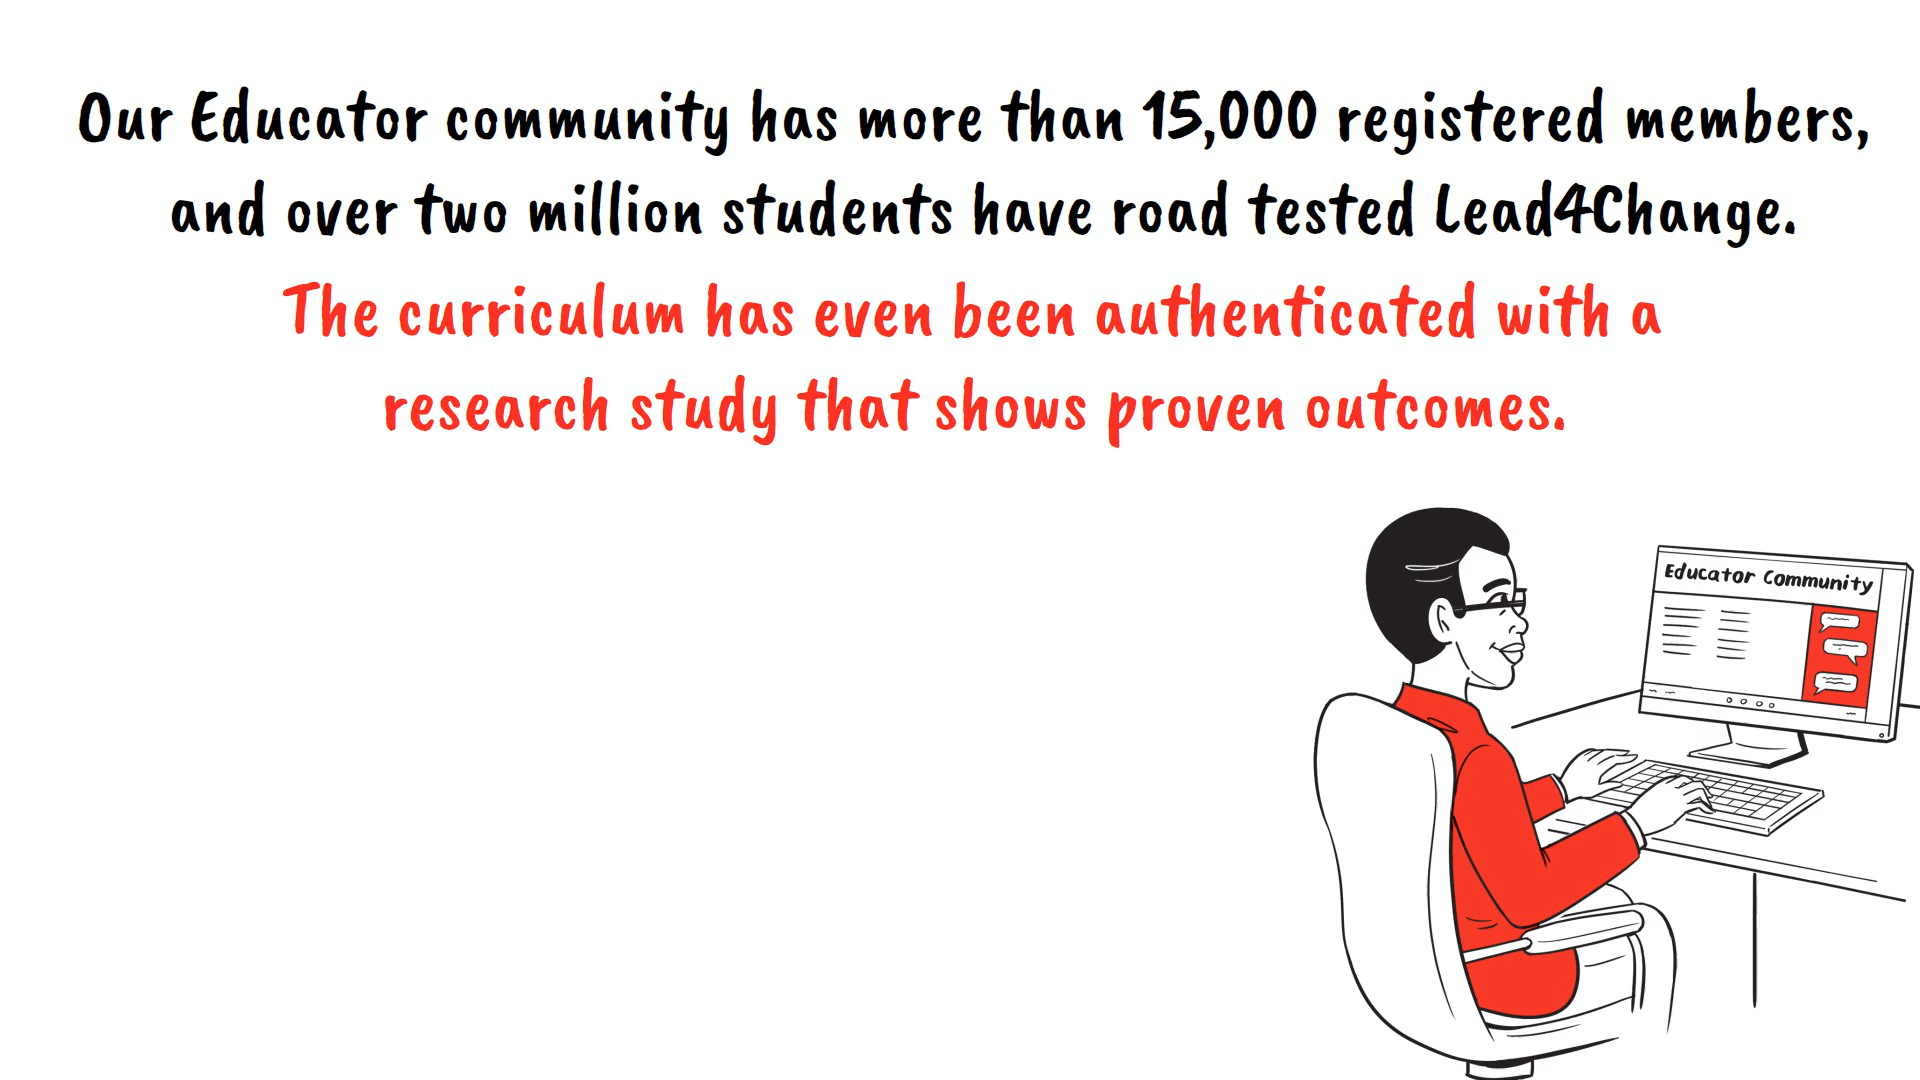 Our Educator community has more than 15,000 registered members,
and over two million students have road tested Lead4Change.
The curriculum has even been authenticated with a
research study that shows proven outcomes.
Educator Community